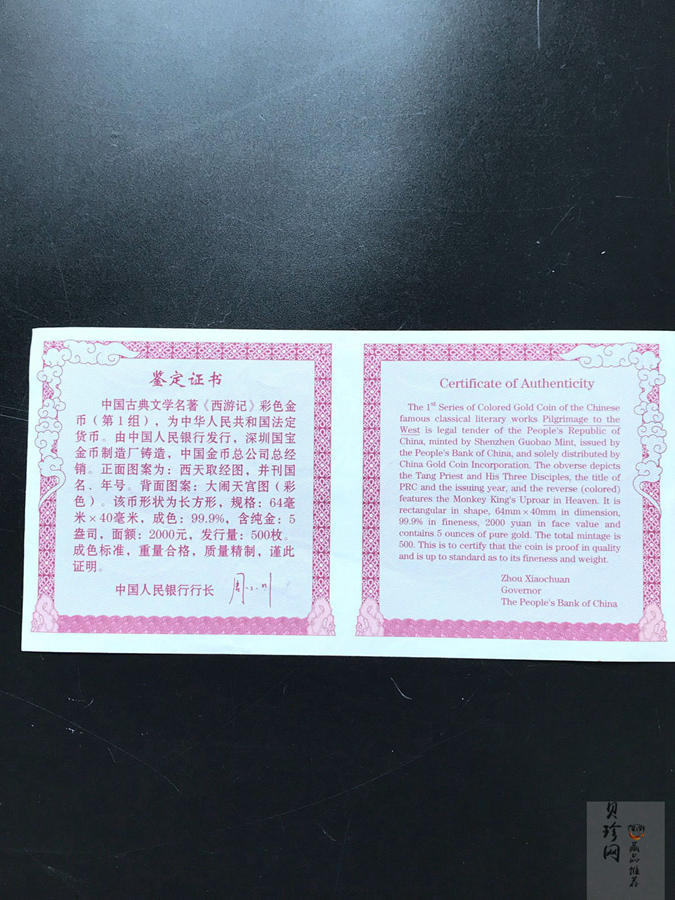 鉴定证书
中国古典文学名著《西游记》彩色金
币（第1组），为中华人民共和国法定
货币。由中国人民银行发行，深圳国宝
金币制造厂铸造，中国金币总公司总经
销。正面图案为：西天取经图，并刊国
名、年号。背面图案：大闹天宫图（彩
色）。该币形状为长方形，规格：64毫
米×40毫米，成色：99.9%，含纯金：5
盎司，面额：2000元，发行量：500枚。
成色标准，重量合格，质量精制，谨此
证明。
中国人民银行行长
Certificate of Authenticity
The 1st Series of Colored Gold Coin of the Chinese
famous classical literary works Pilgrimage to the
West is legal tender of the People's Republic of
China, minted by Shenzhen Guobao Mint, issued by
the People's Bank of China, and solely distributed by
China Gold Coin Incorporation. The obverse depicts
the Tang Priest and His Three Disciples, the title of
PRC and the issuing year, and the reverse (colored)
features the Monkey King's Uproar in Heaven. It is
rectangular in shape, 64mm×40mm in dimension,
99.9% in fineness, 2000 yuan in face value and
contains 5 ounces of pure gold. The total mintage is
500. This is to certify that the coin is proof in quality
and is up to standard as to its fineness and weight.
Zhou Xiaochuan
Governor
The People's Bank of China
贝珍网
藏品推荐